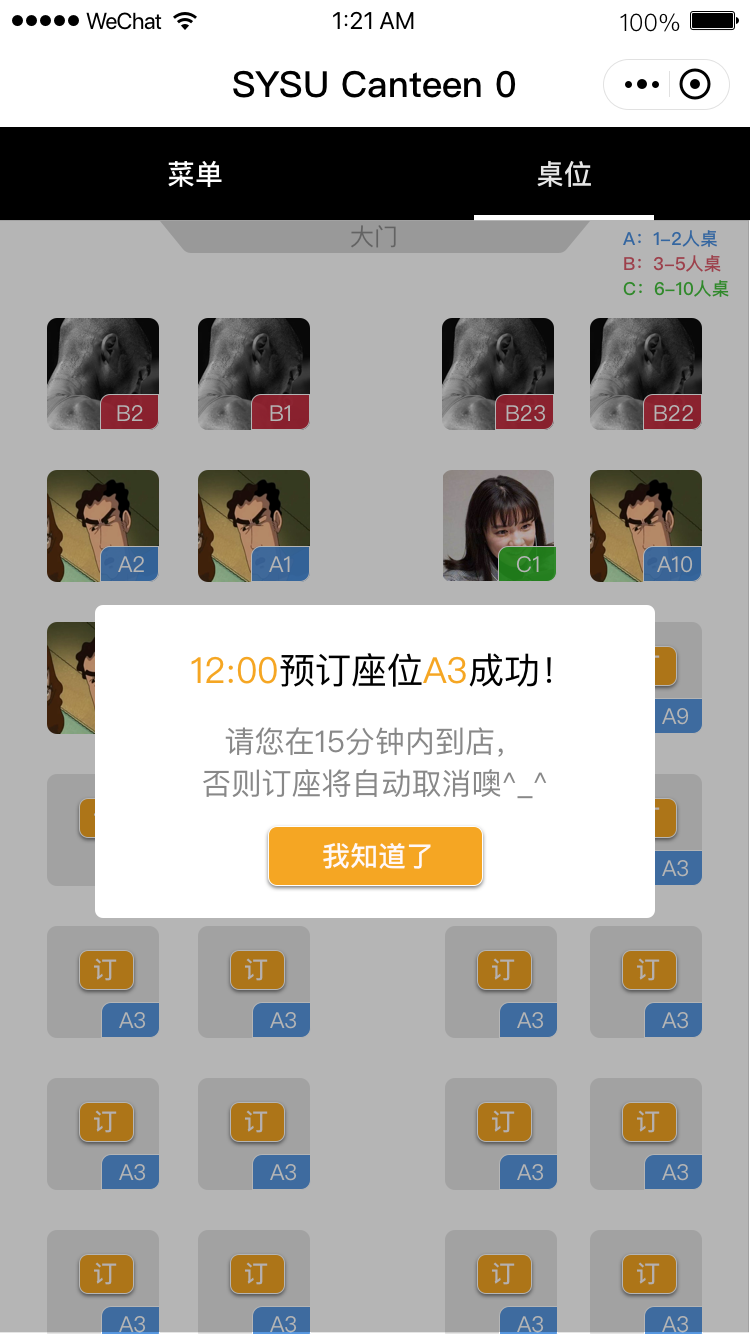 WeChat
1:21 AM
100%
SYSU Canteen 0
菜单
桌位
大门
A：1-2人桌
B：3-5人桌
C：6-10人桌
B2
B1
B23
B22
A2
A1
C1
A10
12:00预订座位A3成功！
请您在15分钟内到店，
否则订座将自动取消噢^_^
我知道了
A9
A3
订
订
订
订
A3
A3
A3
A3
订
订
订
订
A3
A3
A3
A3
订
订
订
订
A3
A3
A3
A3